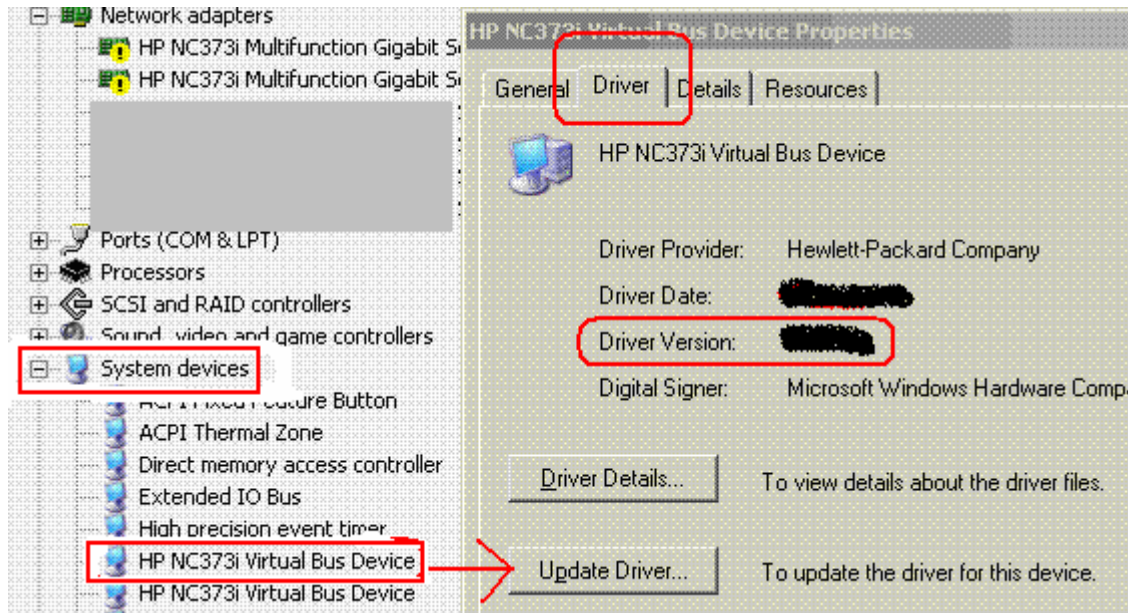 Network adapters
HP NC373i Multifunction Gigabit S
HP NC373i Multifunction Gigabit S
Ports (COM & LPT)
Processors
SCSI and RAID controllers
Sound, video and game controllers
System devices
ACPI Fixed Feature Button
ACPI Thermal Zone
Direct memory access controller
Extended IO Bus
High precision event timer
HP NC373i Virtual Bus Device
HP NC373i Virtual Bus Device
HP NC373i Virtual Bus Device Properties
General Driver Details Resources
HP NC373i Virtual Bus Device
Driver Provider: Hewlett-Packard Company
Driver Date:
Driver Version:
Digital Signer: Microsoft Windows Hardware Compa
Driver Details... To view details about the driver files.
Update Driver... To update the driver for this device.